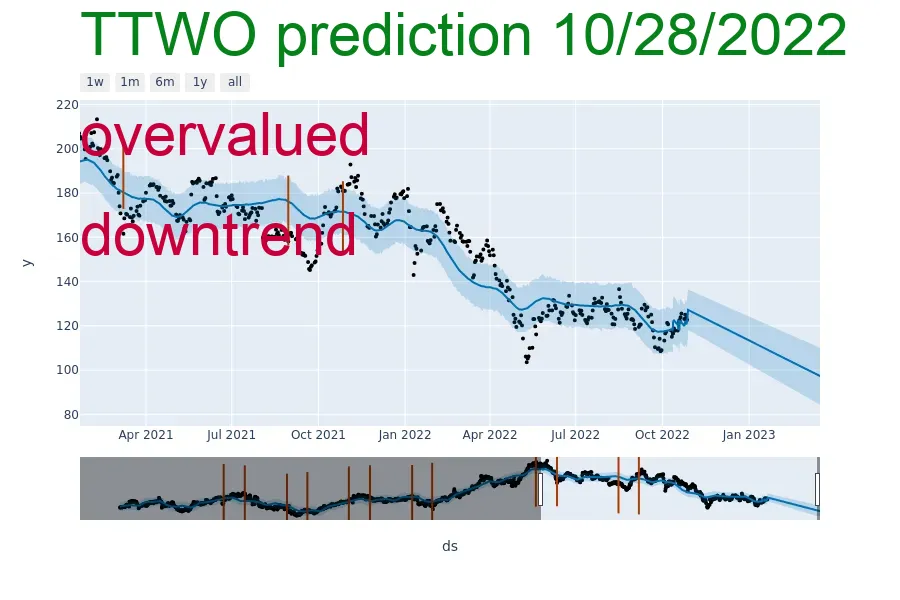 TTWO prediction 10/28/2022
1w 1m 6m 1y all
220
overvalued
200
180
160
downtrend
140
120
100
80
y
Apr 2021 Jul 2021 Oct 2021 Jan 2022 Apr 2022 Jul 2022 Oct 2022 Jan 2023
ds